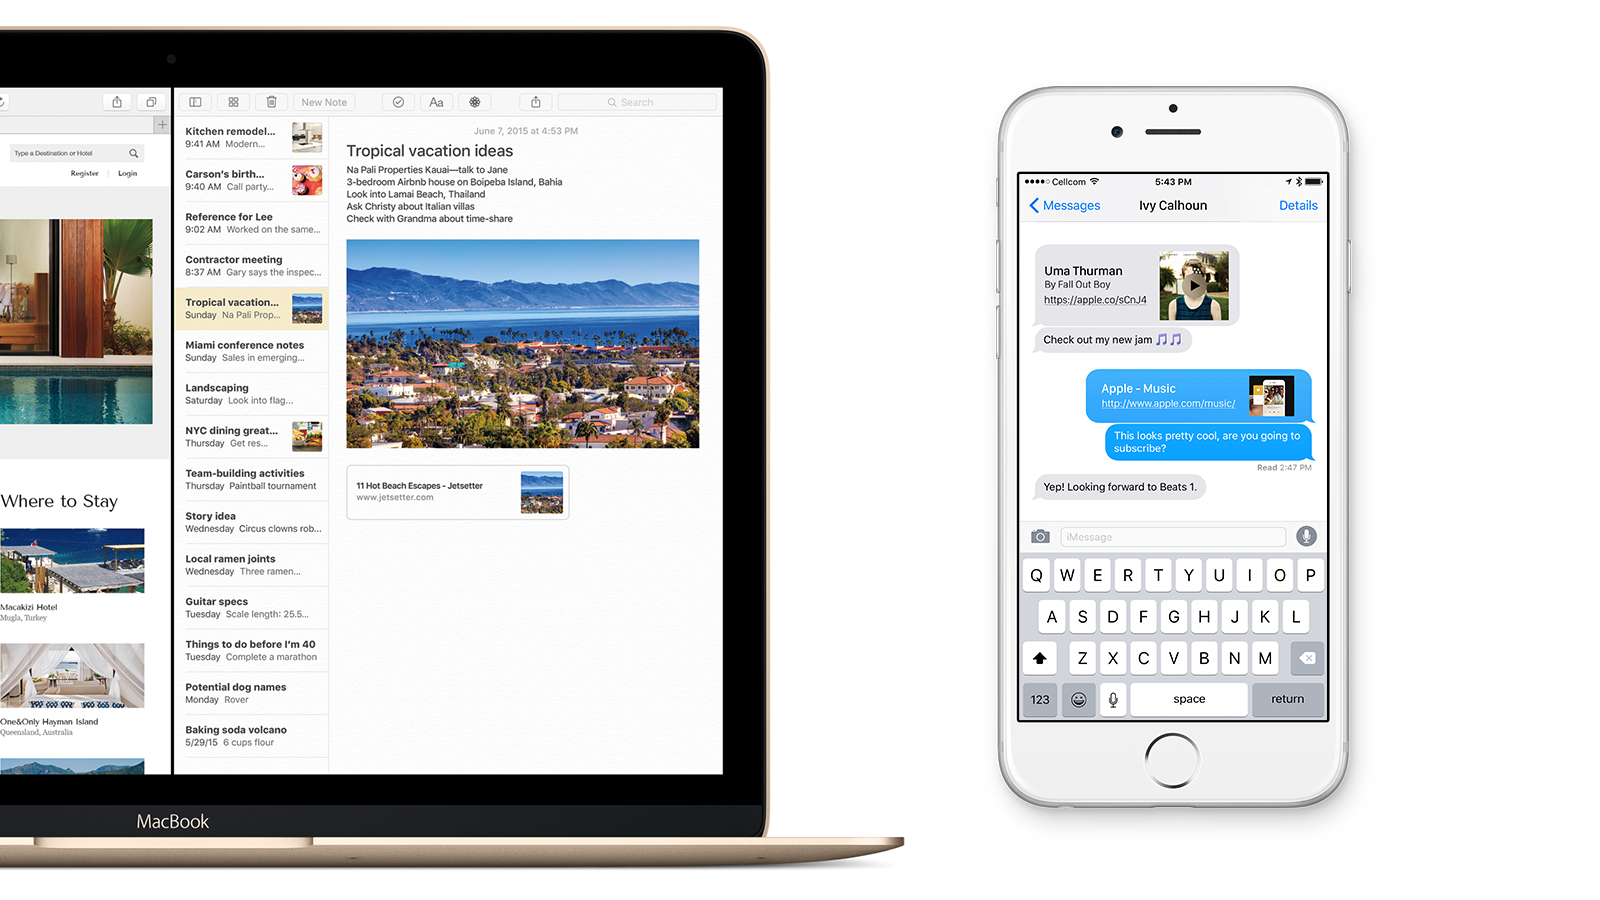 New Note
Aa
Search
Type a Destination or Hotel
Register
Login
Where to Stay
Macakizi Hotel
Mugla, Turkey
One&Only Hayman Island
Queensland, Australia
Kitchen remodel...
9:41 AM Modern...
Carson's birth...
9:40 AM Call party...
Reference for Lee
9:02 AM Worked on the same...
Contractor meeting
8:37 AM Gary says the inspec...
Tropical vacation...
Sunday Na Pali Prop...
Miami conference notes
Sunday Sales in emerging...
Landscaping
Saturday Look into flag...
NYC dining great...
Thursday Get res...
Team-building activities
Thursday Paintball tournament
Story idea
Wednesday Circus clowns rob...
Local ramen joints
Wednesday Three ramen...
Guitar specs
Tuesday Scale length: 25.5...
Things to do before I'm 40
Tuesday Complete a marathon
Potential dog names
Monday Rover
Baking soda volcano
5/29/15 6 cups flour
June 7, 2015 at 4:53 PM
Tropical vacation ideas
Na Pali Properties Kauai—talk to Jane
3-bedroom Airbnb house on Boipeba Island, Bahia
Look into Lamai Beach, Thailand
Ask Christy about Italian villas
Check with Grandma about time-share
11 Hot Beach Escapes - Jetsetter
www.jetsetter.com
MacBook
Cellcom
5:43 PM
Messages
Ivy Calhoun
Details
Uma Thurman
By Fall Out Boy
https://apple.co/sCnJ4
Check out my new jam 🎵🎵
Apple - Music
http://www.apple.com/music/
This looks pretty cool, are you going to
subscribe?
Read 2:47 PM
Yep! Looking forward to Beats 1.
iMessage
Q W E R T Y U I O P
A S D F G H J K L
Z X C V B N M
123
space
return